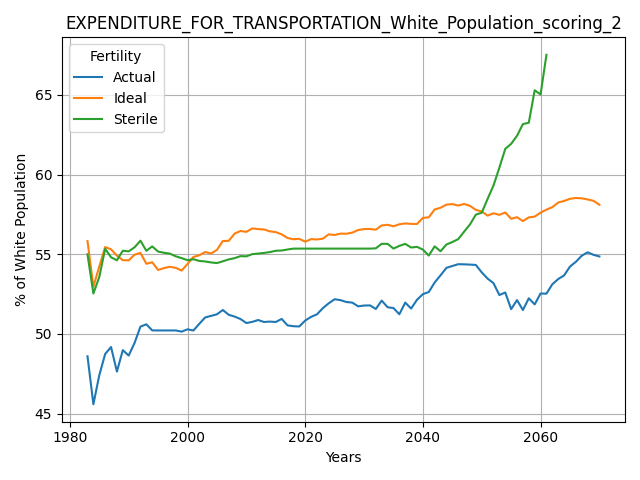 EXPENDITURE_FOR_TRANSPORTATION_White_Population_scoring_2
Fertility
Actual
Ideal
Sterile
% of White Population
65
60
55
50
45
1980
2000
2020
2040
2060
Years